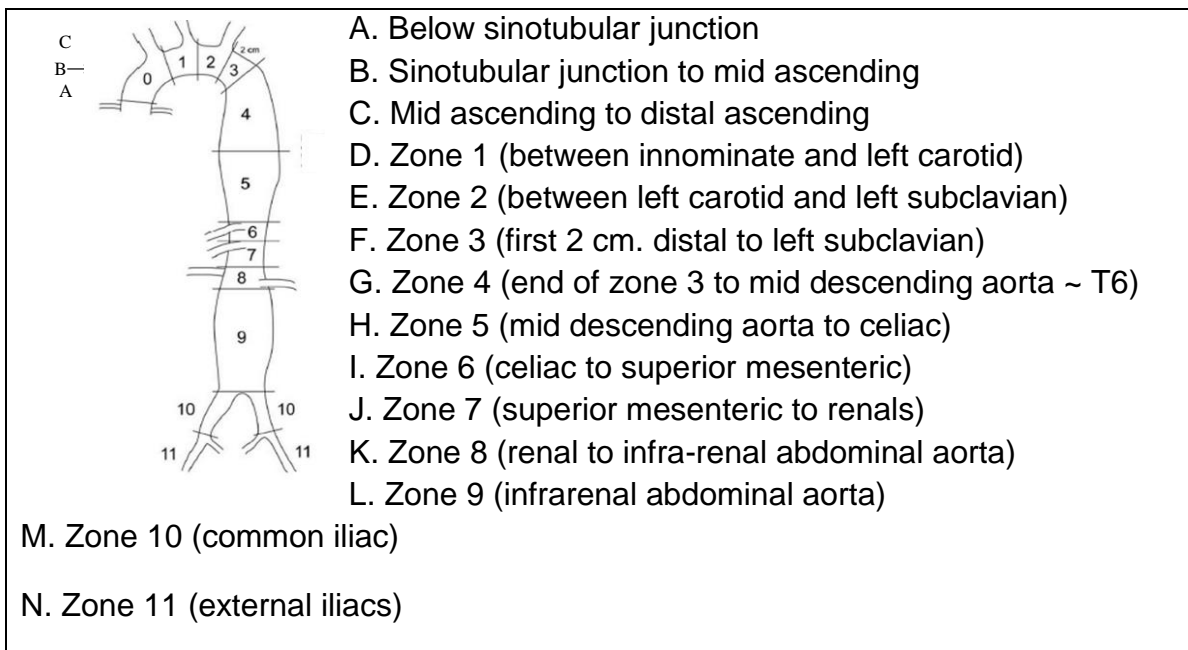 C
B
A
0
1
2
2 cm
3
4
5
6
7
8
9
10
10
11
11
A. Below sinotubular junction
B. Sinotubular junction to mid ascending
C. Mid ascending to distal ascending
D. Zone 1 (between innominate and left carotid)
E. Zone 2 (between left carotid and left subclavian)
F. Zone 3 (first 2 cm. distal to left subclavian)
G. Zone 4 (end of zone 3 to mid descending aorta ~ T6)
H. Zone 5 (mid descending aorta to celiac)
I. Zone 6 (celiac to superior mesenteric)
J. Zone 7 (superior mesenteric to renals)
K. Zone 8 (renal to infra-renal abdominal aorta)
L. Zone 9 (infrarenal abdominal aorta)
M. Zone 10 (common iliac)
N. Zone 11 (external iliacs)